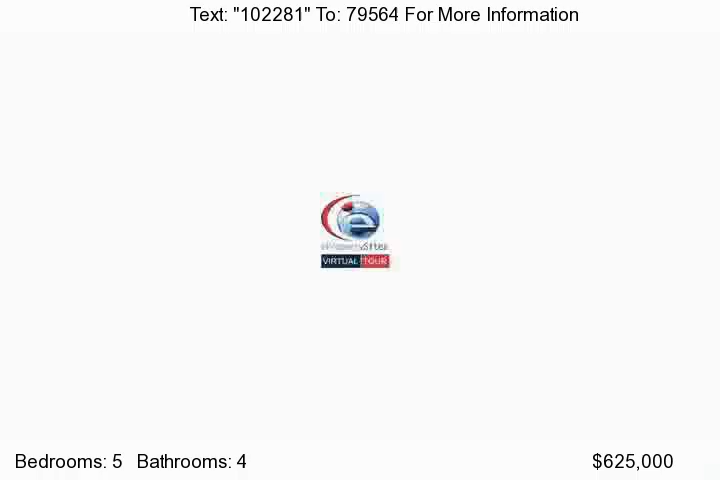 Text: "102281" To: 79564 For More Information
VIRTUAL TOUR
Bedrooms: 5 Bathrooms: 4 $625,000